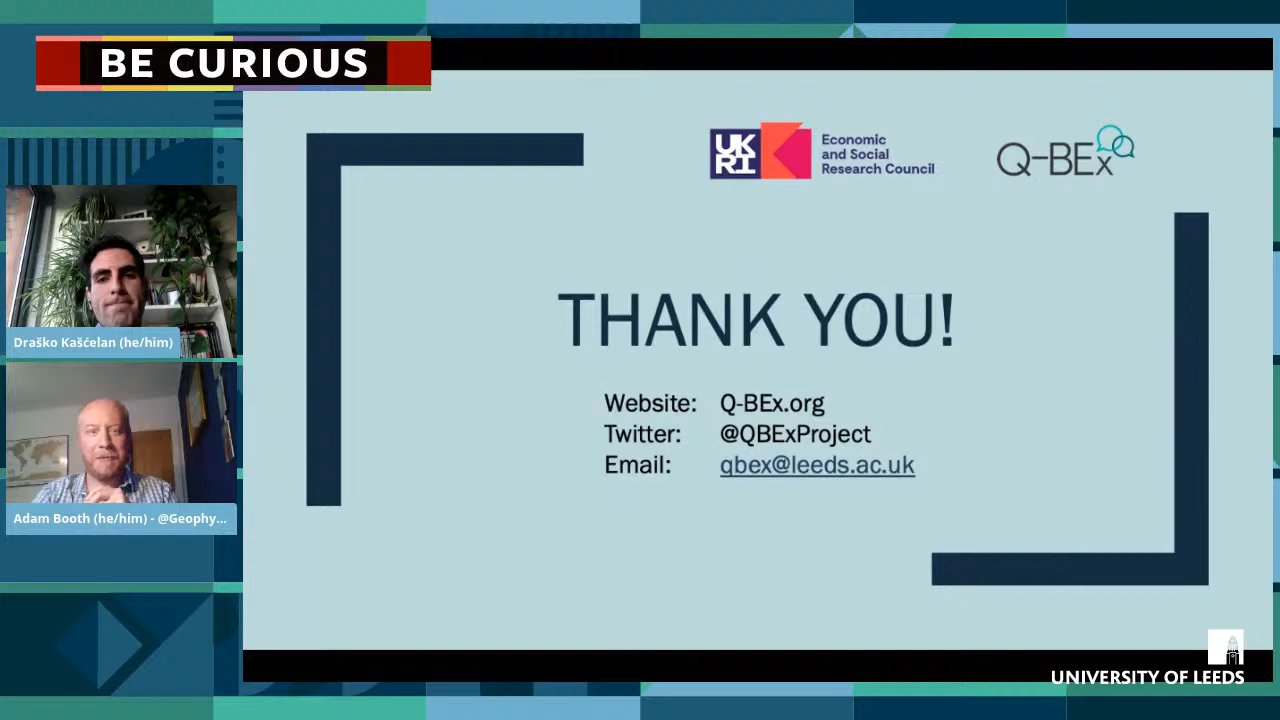 BE CURIOUS
UK
RI
Economic
and Social
Research Council
Q-BEx
THANK YOU!
Website: Q-BEx.org
Twitter: @QBExProject
Email: qbex@leeds.ac.uk
Draško Kašćelan (he/him)
Adam Booth (he/him) - @Geophy...
UNIVERSITY OF LEEDS